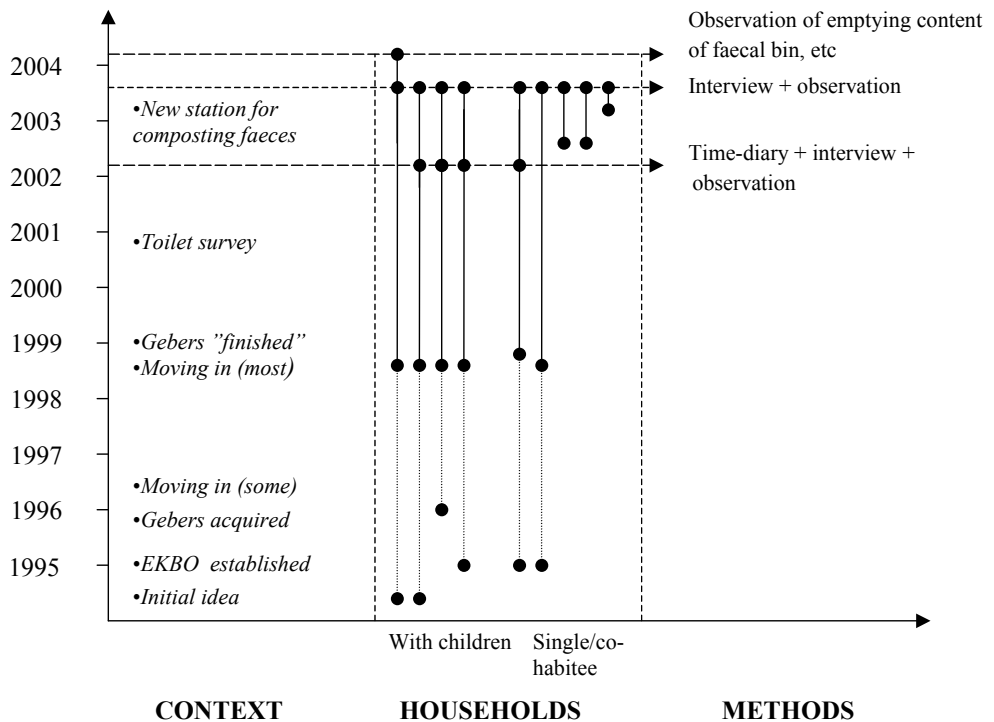 2004
2003
2002
2001
2000
1999
1998
1997
1996
1995
•New station for
composting faeces
•Toilet survey
•Gebers ”finished”
•Moving in (most)
•Moving in (some)
•Gebers acquired
•EKBO established
•Initial idea
With children
Single/co-
habitee
Observation of emptying content
of faecal bin, etc
Interview + observation
Time-diary + interview +
observation
CONTEXT
HOUSEHOLDS
METHODS